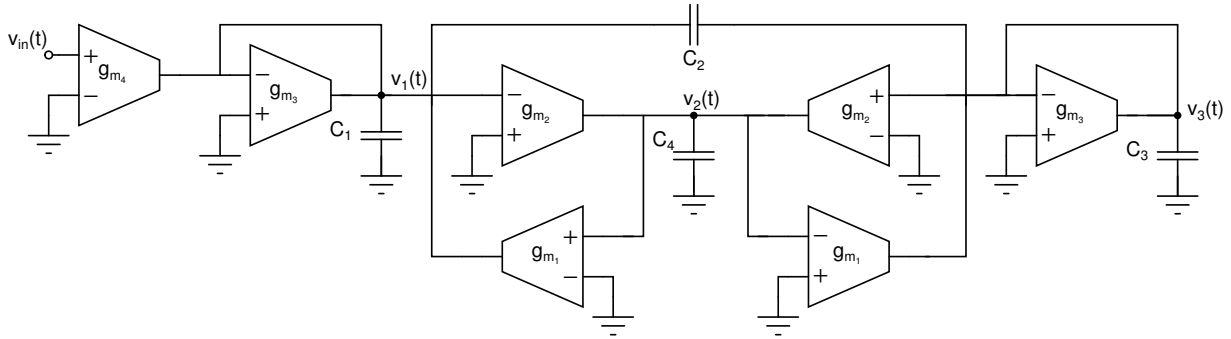 v_in(t)
+
−
g_m4
−
+
g_m3
v_1(t)
C_1
C_2
−
+
g_m2
v_2(t)
C_4
+
−
g_m2
−
+
g_m3
v_3(t)
C_3
+
−
g_m1
−
+
g_m1